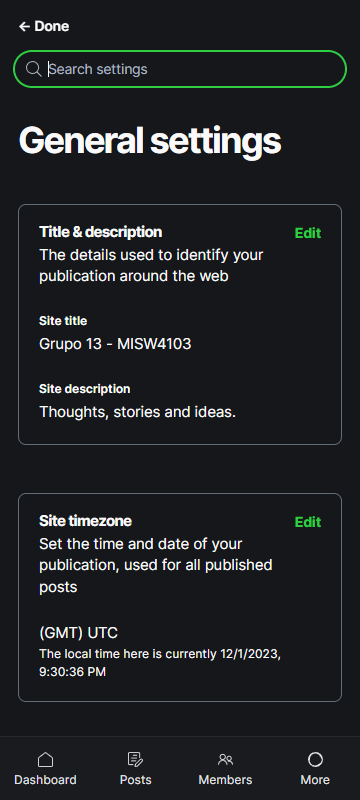 ← Done
Search settings
General settings
Title & description
Edit
The details used to identify your
publication around the web
Site title
Grupo 13 - MISW4103
Site description
Thoughts, stories and ideas.
Site timezone
Edit
Set the time and date of your
publication, used for all published
posts
(GMT) UTC
The local time here is currently 12/1/2023,
9:30:36 PM
Dashboard
Posts
Members
More